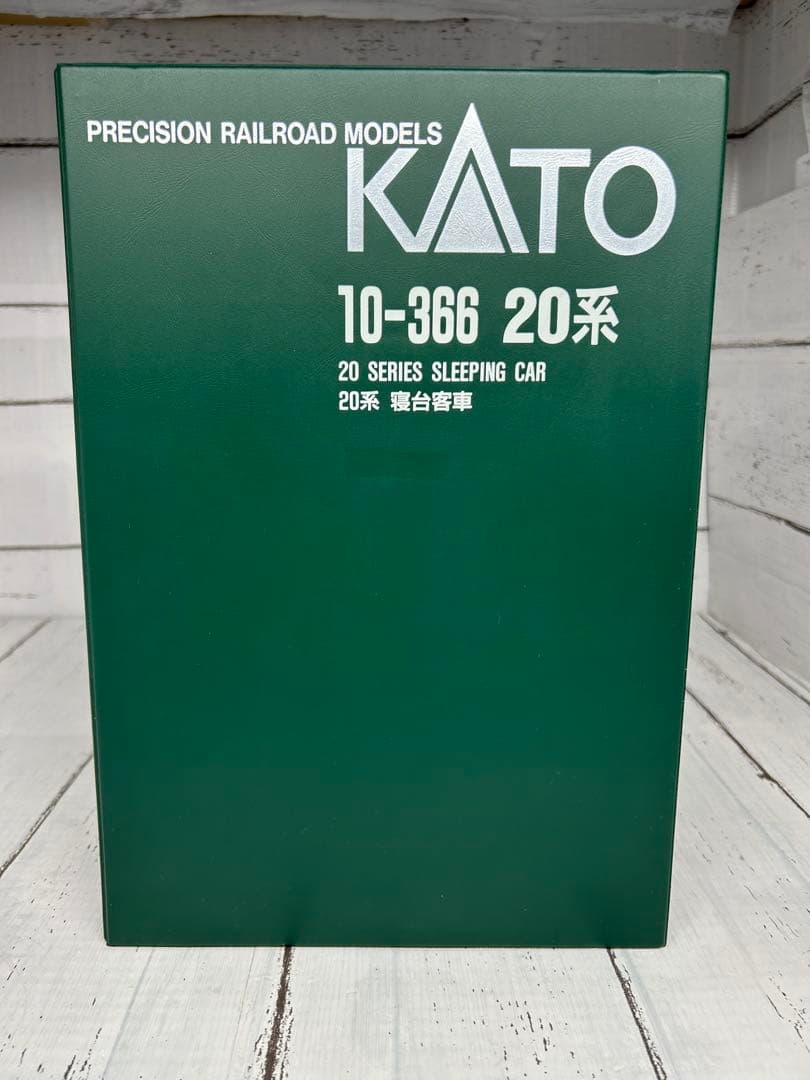 PRECISION RAILROAD MODELS
KATO
10-366 20系
20 SERIES SLEEPING CAR
20系 寝台客車